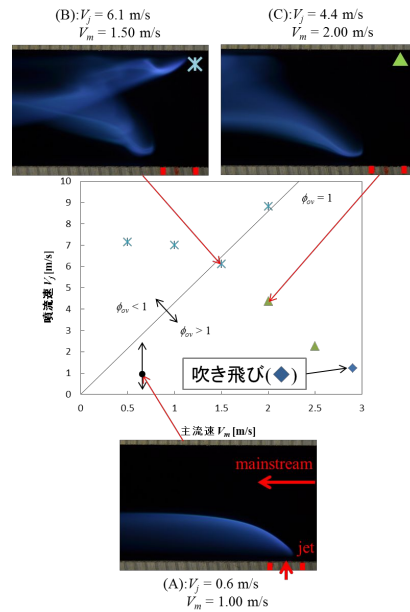 (B):Vj = 6.1 m/s
Vm = 1.50 m/s
(C):Vj = 4.4 m/s
Vm = 2.00 m/s
10
9
8
7
6
5
4
3
2
1
0
噴流速 Vj [m/s]
ϕov = 1
ϕov < 1
ϕov > 1
吹き飛び(◆)
0.5
1
1.5
2
2.5
3
主流速 Vm [m/s]
mainstream
jet
(A):Vj = 0.6 m/s
Vm = 1.00 m/s